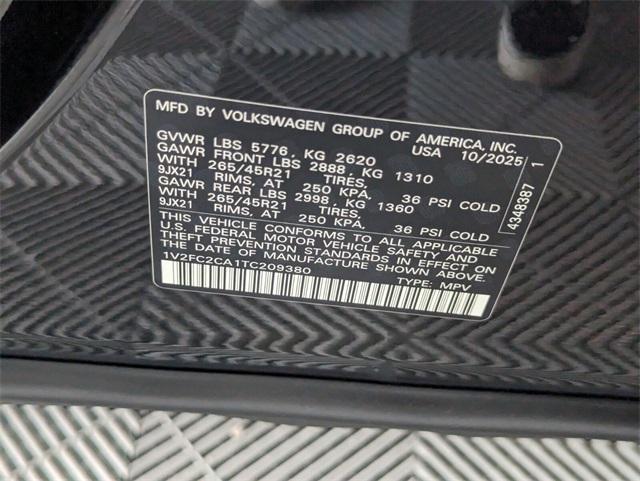 MFD BY VOLKSWAGEN GROUP OF AMERICA, INC.
USA 10/2025
GVWR LBS 5776 , KG 2620
GAWR FRONT LBS 2888 , KG 1310
WITH 265/45R21 TIRES,
9JX21 RIMS, AT 250 KPA, 36 PSI COLD
GAWR REAR LBS 2998, KG 1360
WITH 265/45R21 TIRES,
9JX21 RIMS, AT 250 KPA, 36 PSI COLD
THIS VEHICLE CONFORMS TO ALL APPLICABLE
U.S. FEDERAL MOTOR VEHICLE SAFETY AND
THEFT PREVENTION STANDARDS IN EFFECT ON
THE DATE OF MANUFACTURE SHOWN ABOVE.
1V2FC2CA1TC209380
TYPE: MPV
4348387 1